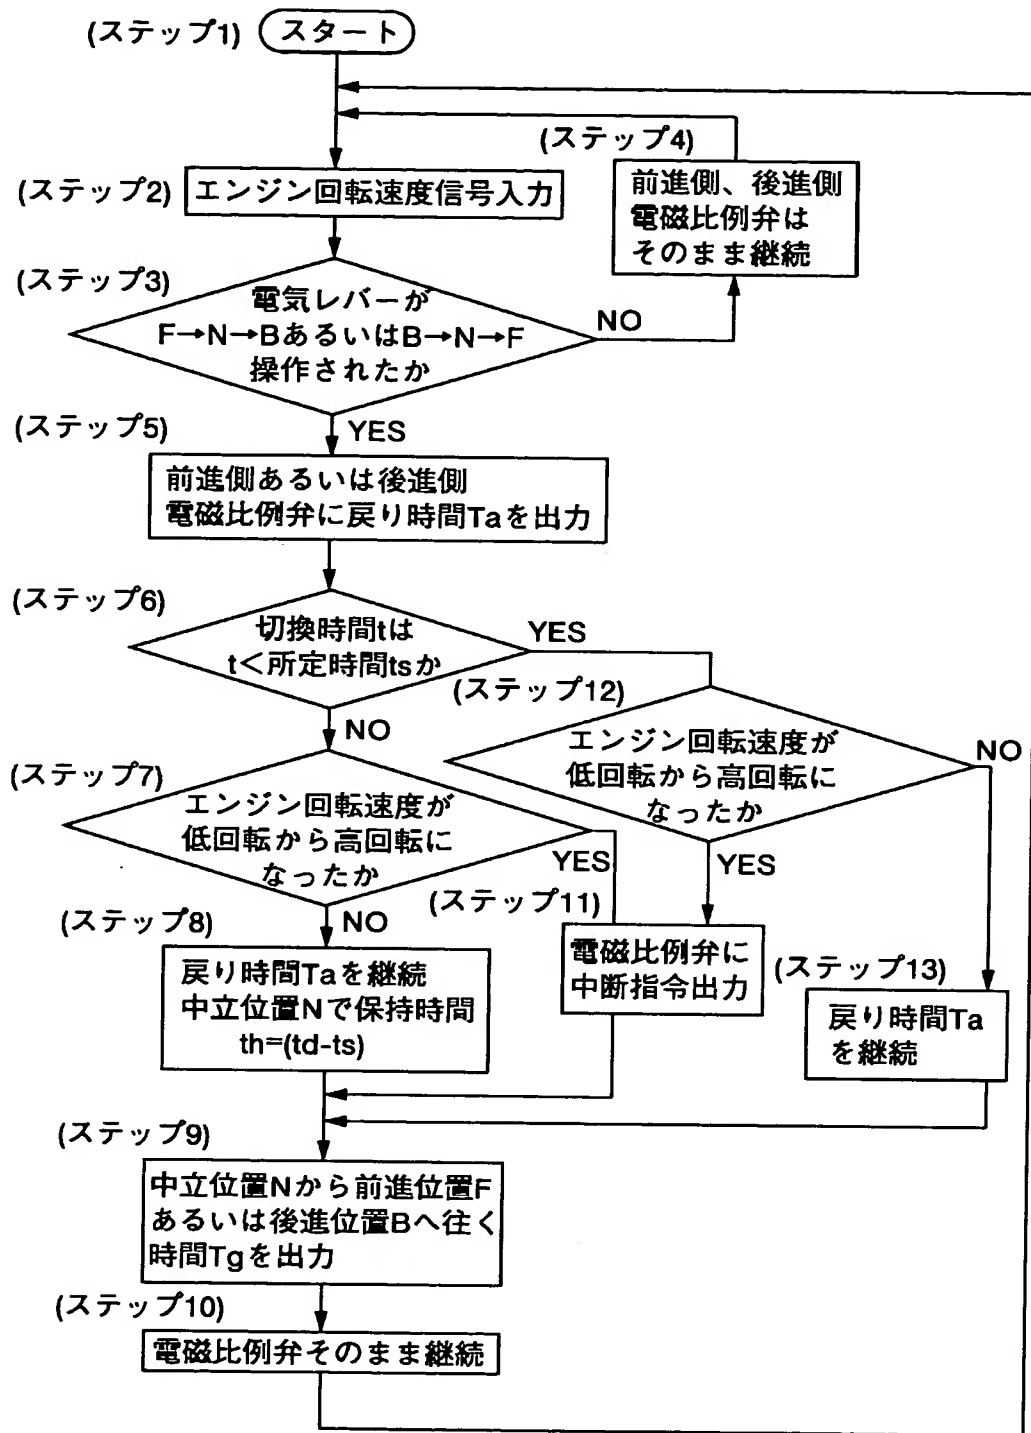 (ステップ1)
スタート
(ステップ2)
エンジン回転速度信号入力
(ステップ4)
前進側、後進側
電磁比例弁は
そのまま継続
(ステップ3)
電気レバーが
F→N→BあるいはB→N→F
操作されたか
NO
YES
(ステップ5)
前進側あるいは後進側
電磁比例弁に戻り時間Taを出力
(ステップ6)
切換時間tは
t<所定時間tsか
YES
NO
(ステップ12)
エンジン回転速度が
低回転から高回転に
なったか
NO
YES
(ステップ7)
エンジン回転速度が
低回転から高回転に
なったか
YES
NO
(ステップ11)
電磁比例弁に
中断指令出力
(ステップ13)
戻り時間Ta
を継続
(ステップ8)
戻り時間Taを継続
中立位置Nで保持時間
th=(td-ts)
(ステップ9)
中立位置Nから前進位置F
あるいは後進位置Bへ往く
時間Tgを出力
(ステップ10)
電磁比例弁そのまま継続